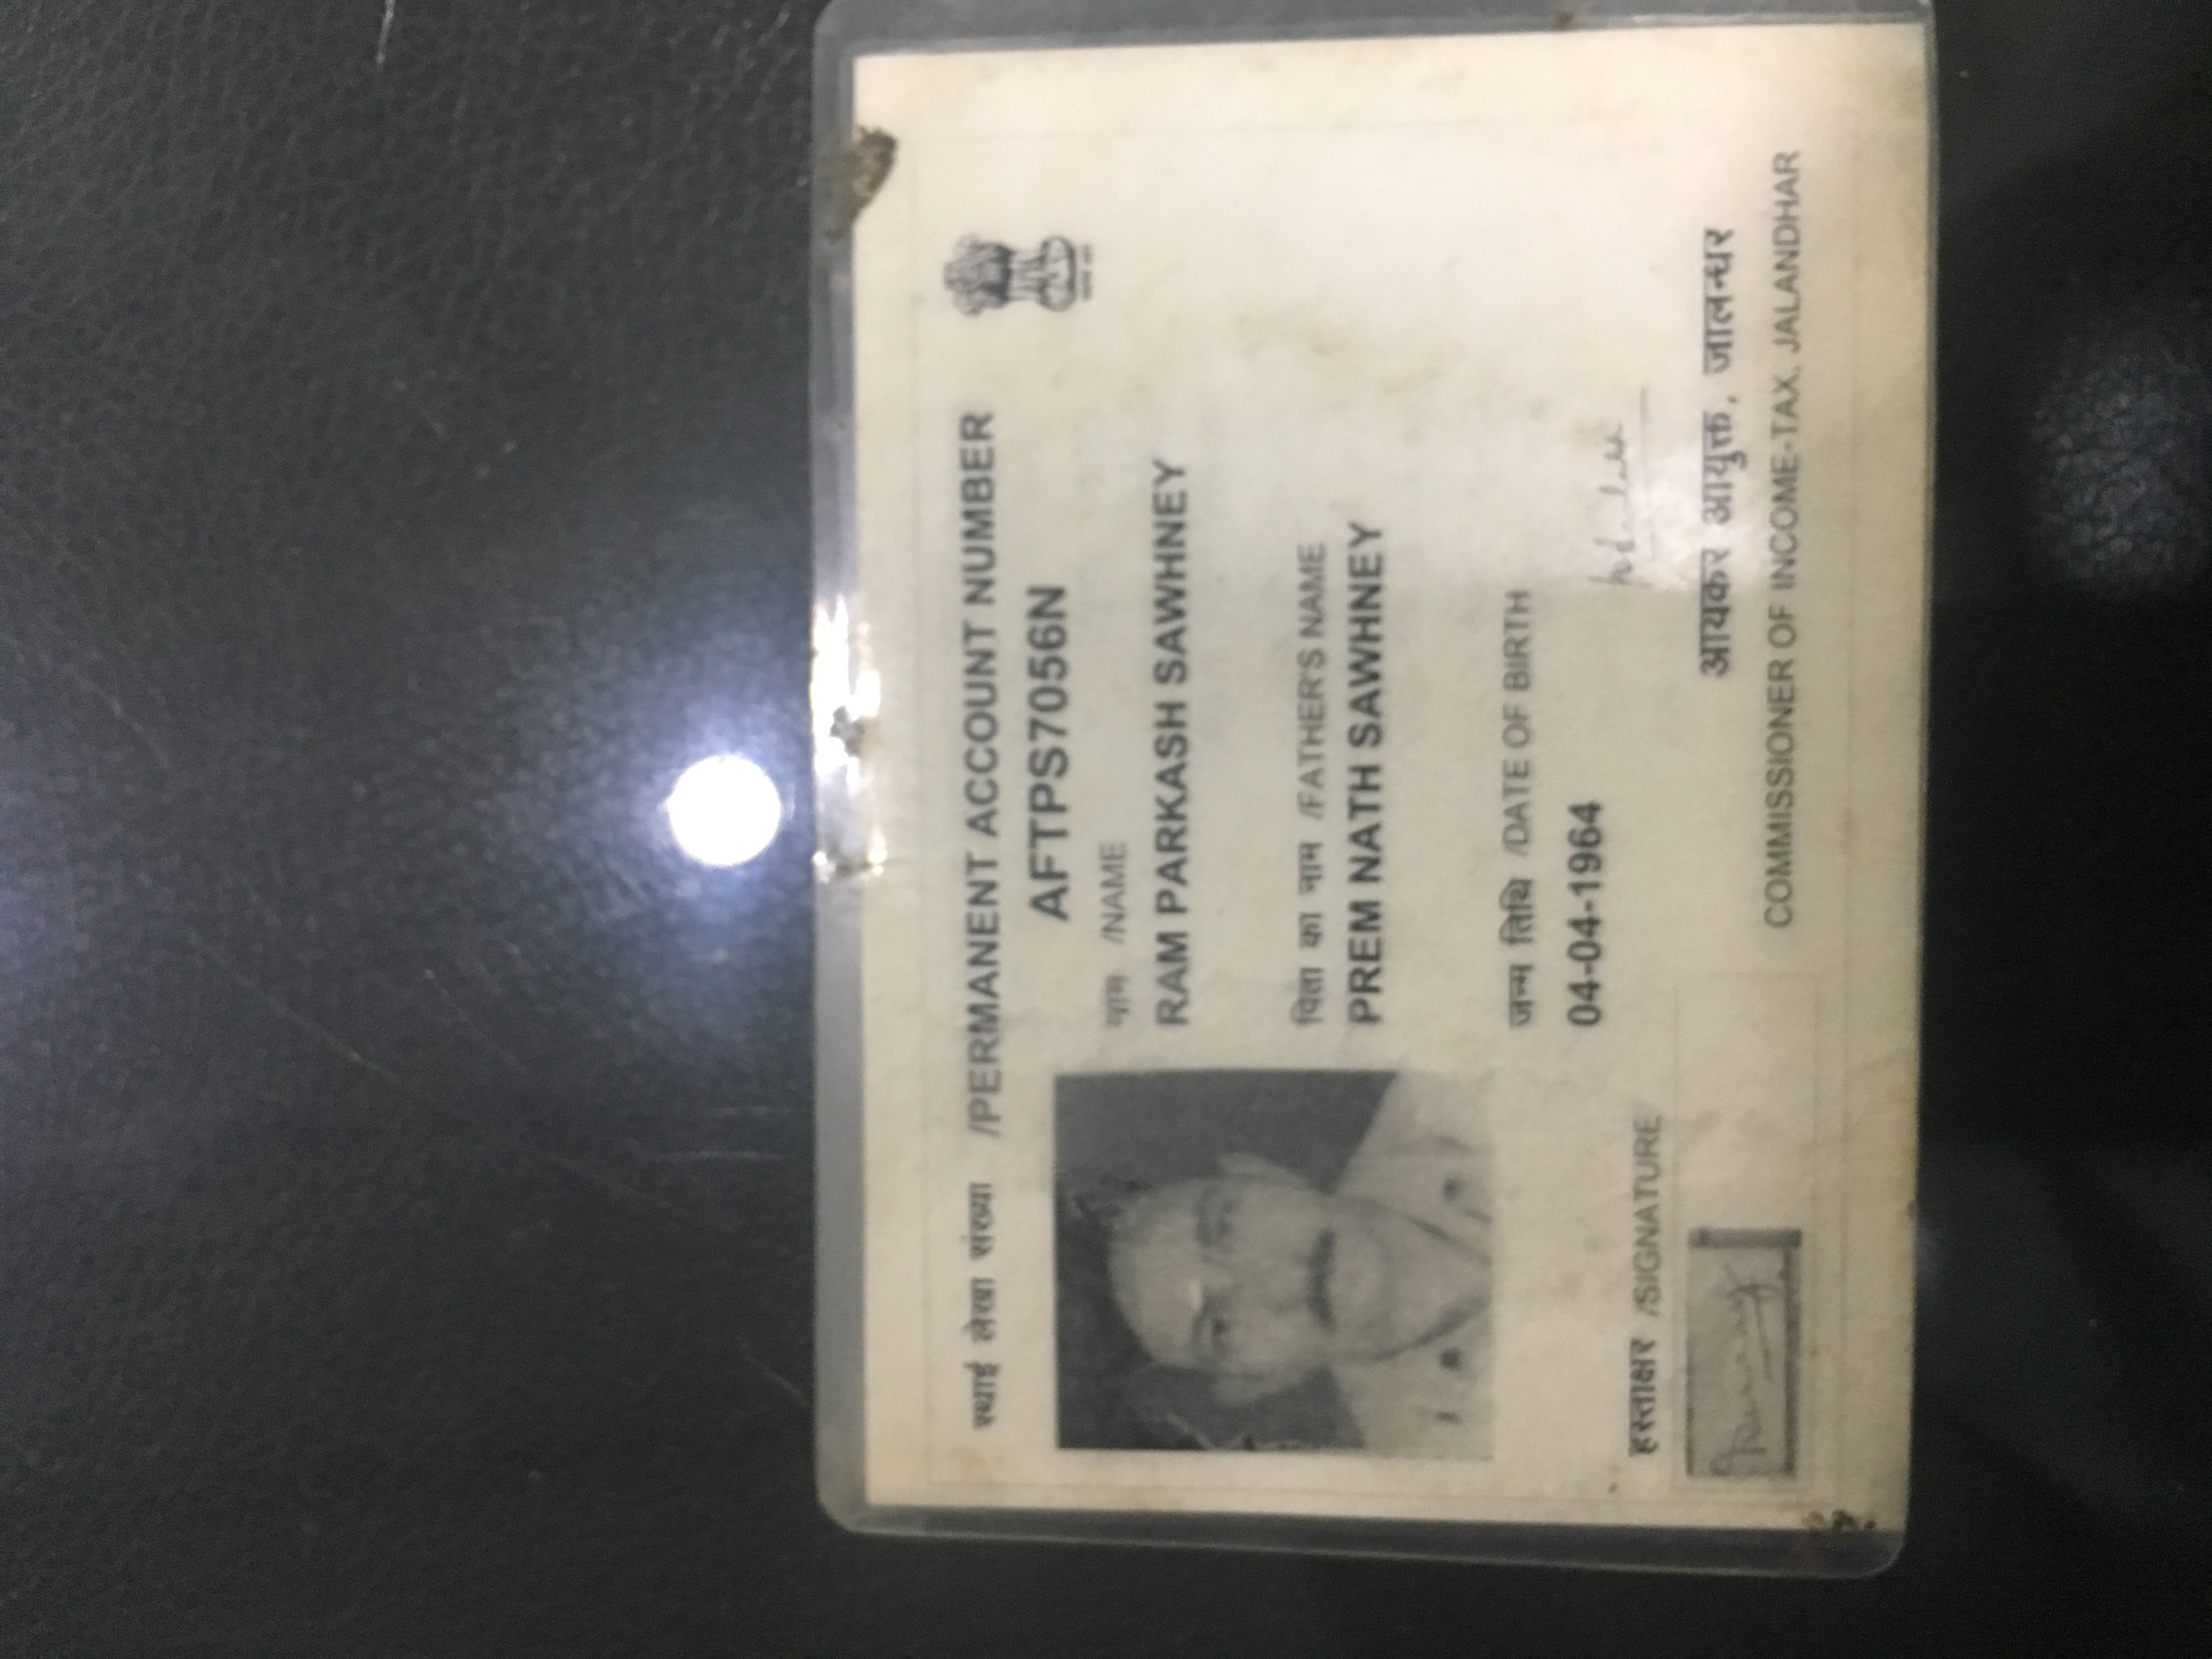 स्थाई लेखा संख्या /PERMANENT ACCOUNT NUMBER
AFTPS7056N
नाम /NAME
RAM PARKASH SAWHNEY
पिता का नाम /FATHER'S NAME
PREM NATH SAWHNEY
जन्म तिथि /DATE OF BIRTH
04-04-1964
हस्ताक्षर /SIGNATURE
आयकर आयुक्त, जालन्धर
COMMISSIONER OF INCOME-TAX, JALANDHAR